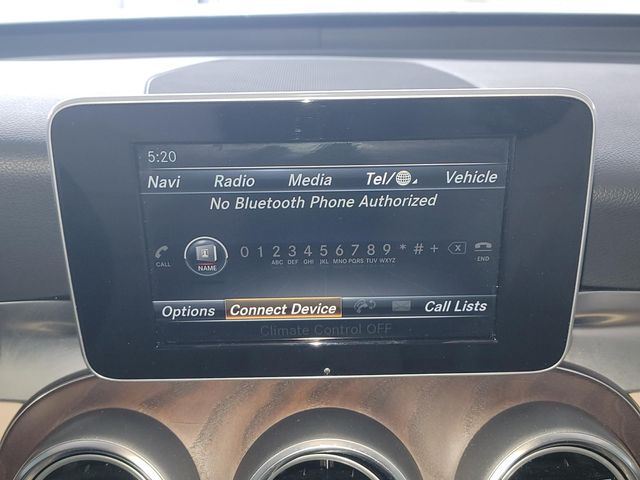 5:20
Navi Radio Media Tel/ Vehicle
No Bluetooth Phone Authorized
CALL NAME 0 1 2 3 4 5 6 7 8 9 * # + END
ABC DEF GHI JKL MNO PQRS TUV WXYZ
Options Connect Device Call Lists
Climate Control OFF